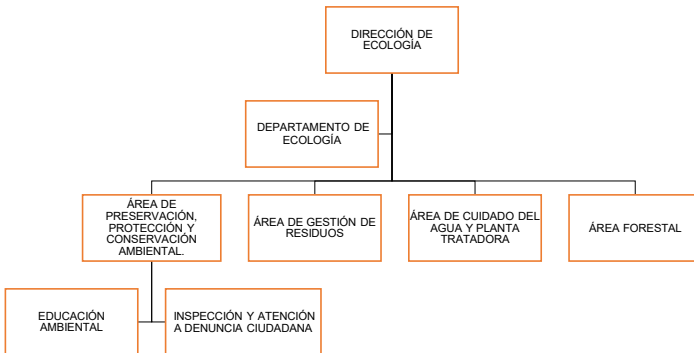 DIRECCIÓN DE
ECOLOGÍA
DEPARTAMENTO DE
ECOLOGÍA
ÁREA DE
PRESERVACIÓN,
PROTECCIÓN Y
CONSERVACIÓN
AMBIENTAL.
ÁREA DE GESTIÓN DE
RESIDUOS
ÁREA DE CUIDADO DEL
AGUA Y PLANTA
TRATADORA
ÁREA FORESTAL
EDUCACIÓN
AMBIENTAL
INSPECCIÓN Y ATENCIÓN
A DENUNCIA CIUDADANA